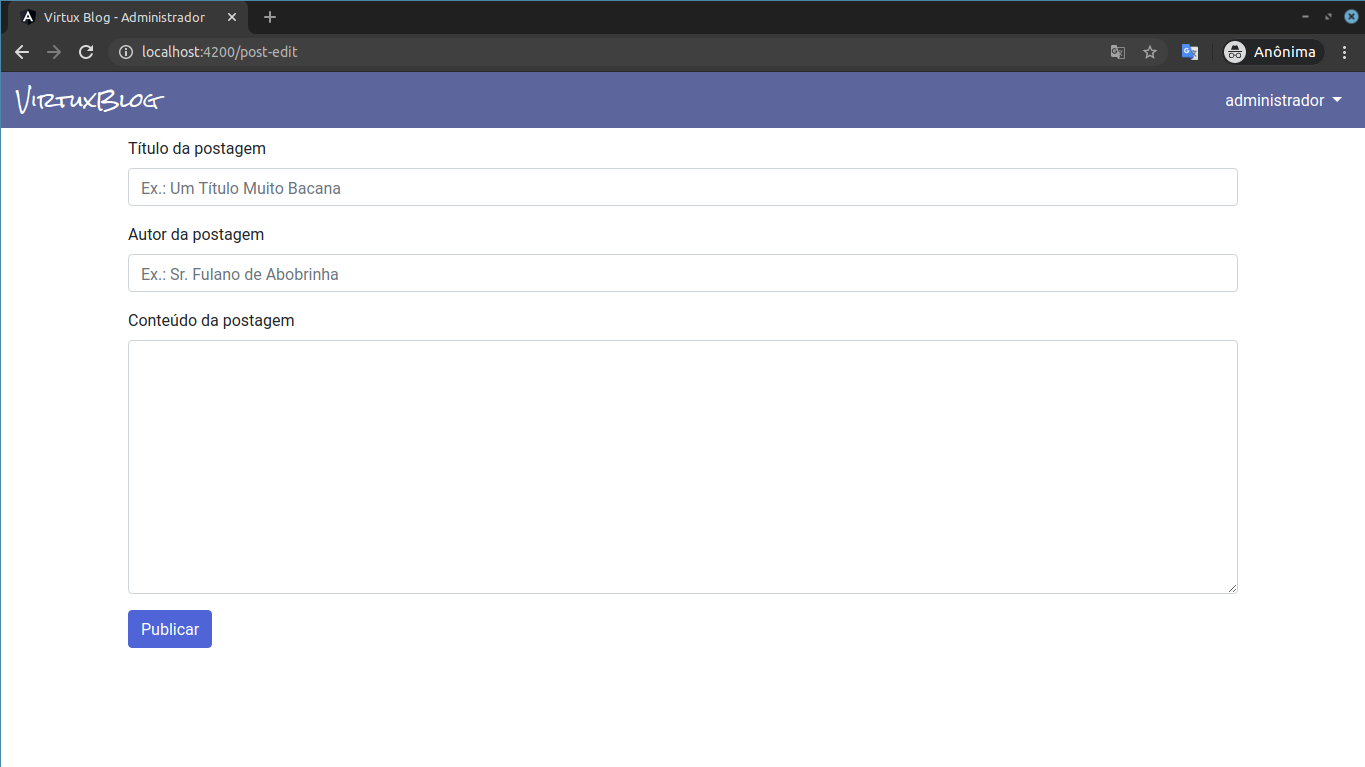 Virtux Blog - Administrador
localhost:4200/post-edit
Anônima
VirtuxBlog
administrador
Título da postagem
Ex.: Um Título Muito Bacana
Autor da postagem
Ex.: Sr. Fulano de Abobrinha
Conteúdo da postagem
Publicar